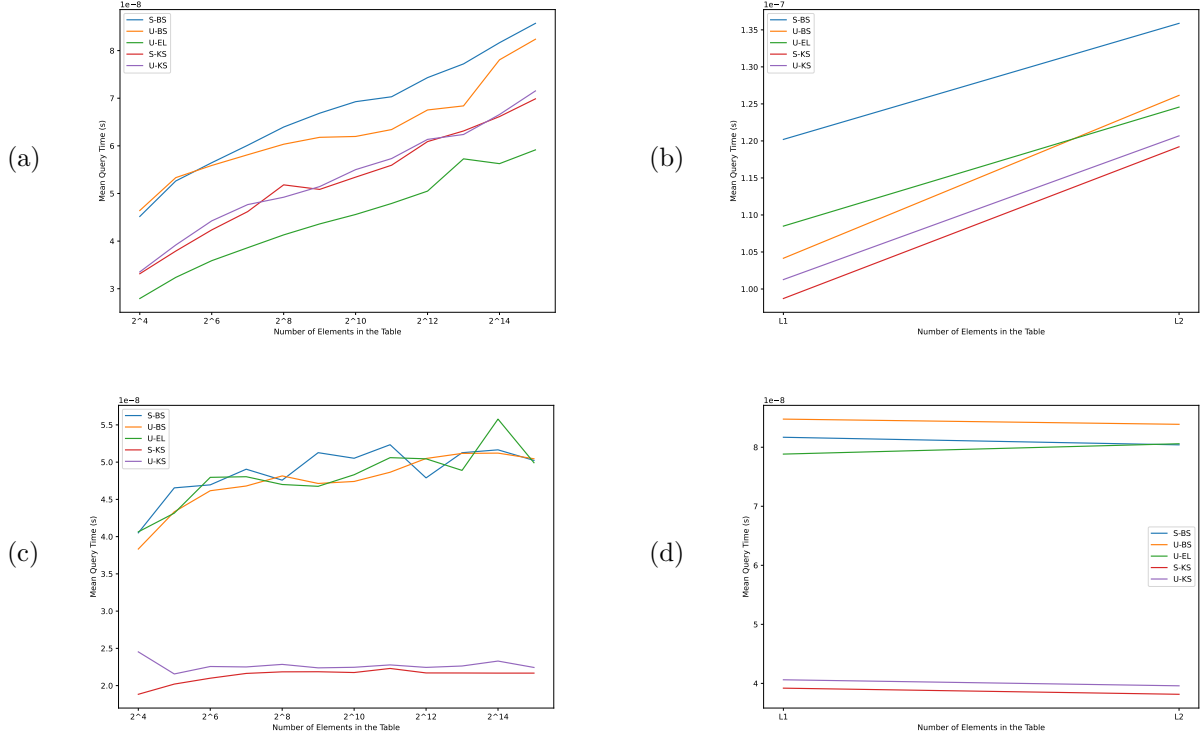 (a)
1e−8
S-BS
U-BS
U-EL
S-KS
U-KS
8
7
6
5
4
3
Mean Query Time (s)
2^4
2^6
2^8
2^10
2^12
2^14
Number of Elements in the Table
(b)
1e−7
S-BS
U-BS
U-EL
S-KS
U-KS
1.35
1.30
1.25
1.20
1.15
1.10
1.05
1.00
Mean Query Time (s)
L1
L2
Number of Elements in the Table
(c)
1e−8
S-BS
U-BS
U-EL
S-KS
U-KS
5.5
5.0
4.5
4.0
3.5
3.0
2.5
2.0
Mean Query Time (s)
2^4
2^6
2^8
2^10
2^12
2^14
Number of Elements in the Table
(d)
1e−8
8
7
6
5
4
Mean Query Time (s)
S-BS
U-BS
U-EL
S-KS
U-KS
L1
L2
Number of Elements in the Table